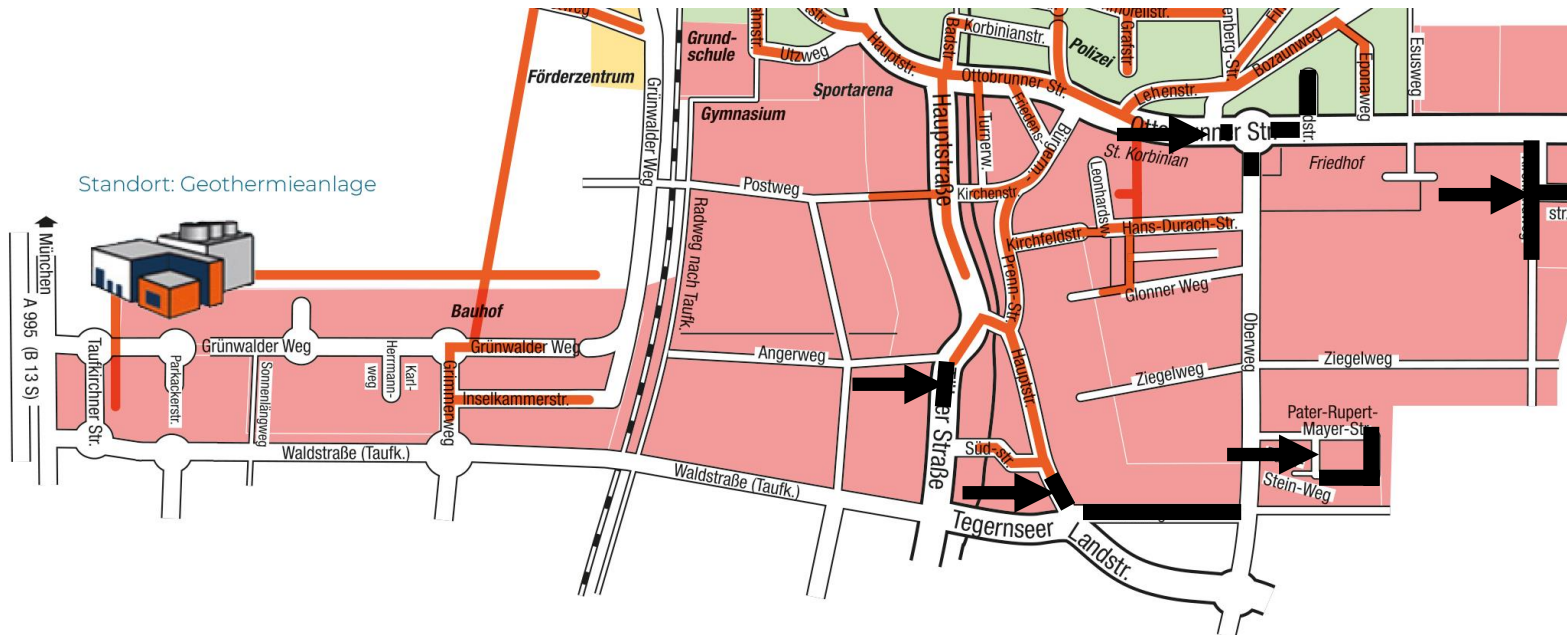 Grund-
schule
Utzweg
Hauptstr.
Badstr.
Korbinianstr.
Polizei
Grafstr.
Bozaunweg
Eponaweg
Esusweg
Förderzentrum
Grünwalder Weg
Sportarena
Ottobrunner Str.
Lehenstr.
Gymnasium
Hauptstraße
Turnerw.
Friedens-
Bürgerm.-
St. Korbinian
Friedhof
Standort: Geothermieanlage
Postweg
Kirchenstr.
Leonhardsw.
Kirchfeldstr.
Hans-Durach-Str.
str.
München
A 995 (B 13 S)
Radweg nach Taufk.
Prenn-Str.
Glonner Weg
Bauhof
Oberweg
Taufkirchner Str.
Parkackerstr.
Grünwalder Weg
Sonnenlängweg
Herrmann-
weg
Karl-
Grünwalder Weg
Grimmerweg
Angerweg
Hauptstr.
Ziegelweg
Ziegelweg
Inselkammerstr.
Straße
Pater-Rupert-
Mayer-Str.
Waldstraße (Taufk.)
Süd-str.
Waldstraße (Taufk.)
Stein-Weg
Tegernseer
Landstr.